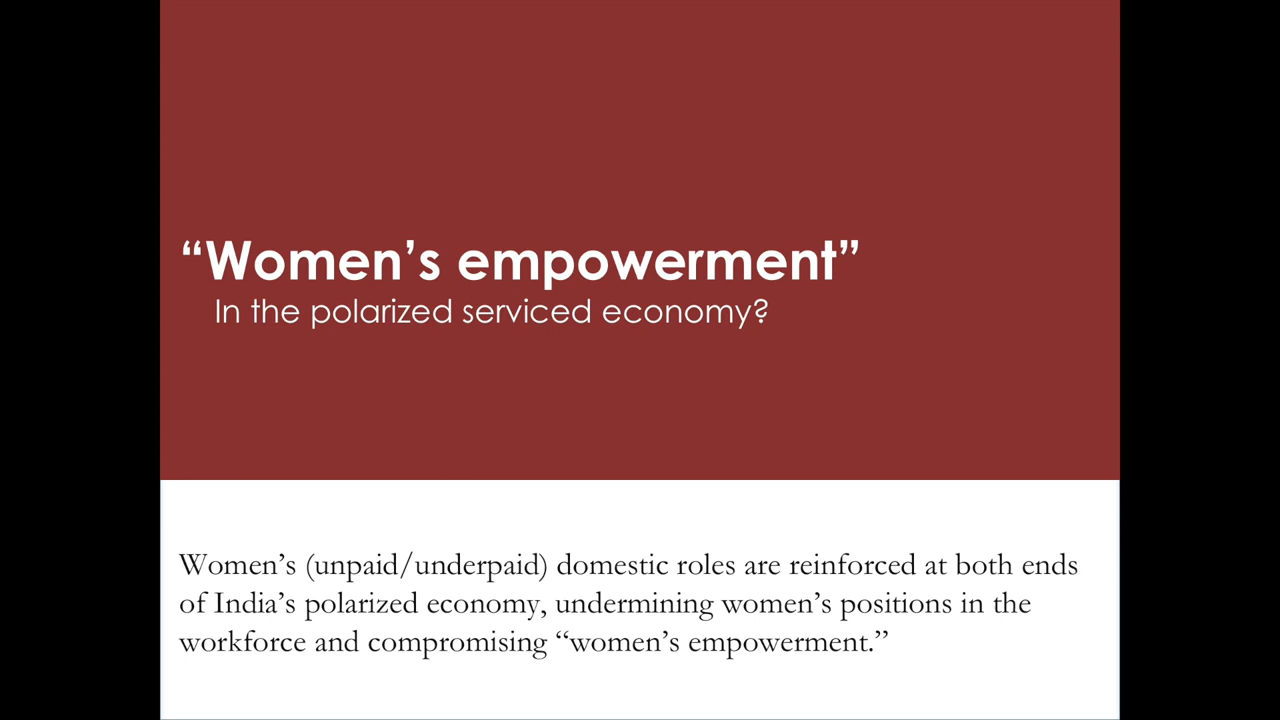 “Women’s empowerment”
In the polarized serviced economy?
Women’s (unpaid/underpaid) domestic roles are reinforced at both ends
of India’s polarized economy, undermining women’s positions in the
workforce and compromising “women’s empowerment.”